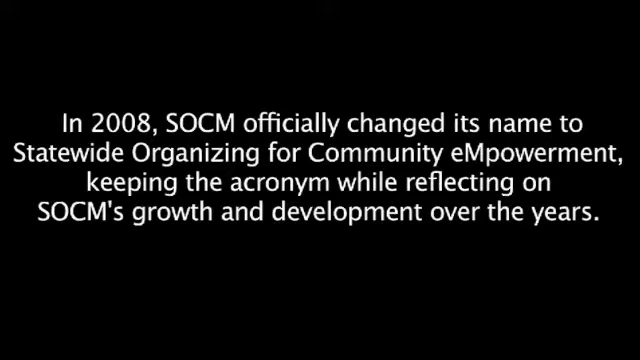 In 2008, SOCM officially changed its name to
Statewide Organizing for Community eMpowerment,
keeping the acronym while reflecting on
SOCM's growth and development over the years.